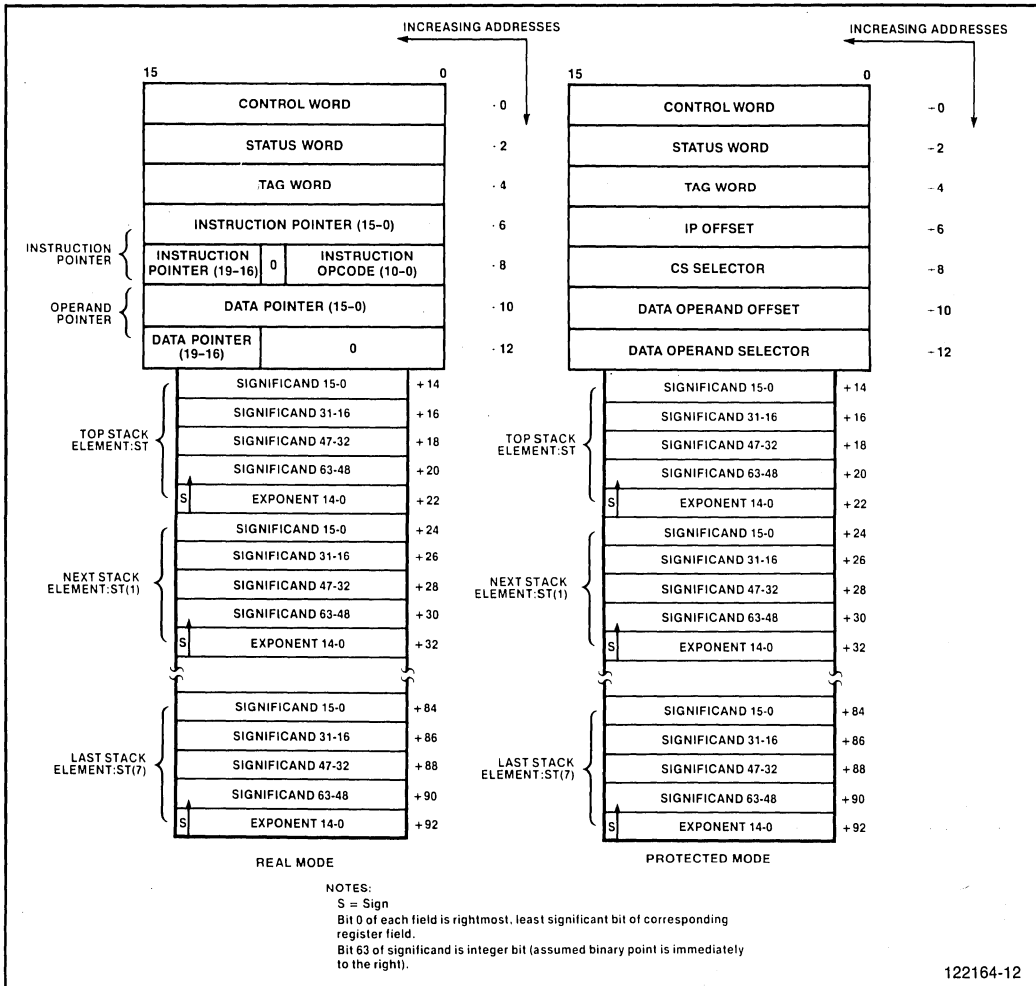 INCREASING ADDRESSES
15 0
CONTROL WORD · 0
STATUS WORD · 2
TAG WORD · 4
INSTRUCTION POINTER (15–0) · 6
INSTRUCTION
POINTER
INSTRUCTION
POINTER (19–16)
0
INSTRUCTION
OPCODE (10–0)
· 8
OPERAND
POINTER
DATA POINTER (15–0) · 10
DATA POINTER
(19–16)
0
· 12
TOP STACK
ELEMENT:ST
SIGNIFICAND 15-0 +14
SIGNIFICAND 31-16 +16
SIGNIFICAND 47-32 +18
SIGNIFICAND 63-48 +20
S EXPONENT 14-0 +22
NEXT STACK
ELEMENT:ST(1)
SIGNIFICAND 15-0 +24
SIGNIFICAND 31-16 +26
SIGNIFICAND 47-32 +28
SIGNIFICAND 63-48 +30
S EXPONENT 14-0 +32
LAST STACK
ELEMENT:ST(7)
SIGNIFICAND 15-0 +84
SIGNIFICAND 31-16 +86
SIGNIFICAND 47-32 +88
SIGNIFICAND 63-48 +90
S EXPONENT 14-0 +92
REAL MODE
INCREASING ADDRESSES
15 0
CONTROL WORD –0
STATUS WORD –2
TAG WORD –4
IP OFFSET –6
CS SELECTOR –8
DATA OPERAND OFFSET –10
DATA OPERAND SELECTOR –12
TOP STACK
ELEMENT:ST
SIGNIFICAND 15-0 +14
SIGNIFICAND 31-16 +16
SIGNIFICAND 47-32 +18
SIGNIFICAND 63-48 +20
S EXPONENT 14-0 +22
NEXT STACK
ELEMENT:ST(1)
SIGNIFICAND 15-0 +24
SIGNIFICAND 31-16 +26
SIGNIFICAND 47-32 +28
SIGNIFICAND 63-48 +30
S EXPONENT 14-0 +32
LAST STACK
ELEMENT:ST(7)
SIGNIFICAND 15-0 +84
SIGNIFICAND 31-16 +86
SIGNIFICAND 47-32 +88
SIGNIFICAND 63-48 +90
S EXPONENT 14-0 +92
PROTECTED MODE
NOTES:
S = Sign
Bit 0 of each field is rightmost, least significant bit of corresponding
register field.
Bit 63 of significand is integer bit (assumed binary point is immediately
to the right).
122164-12